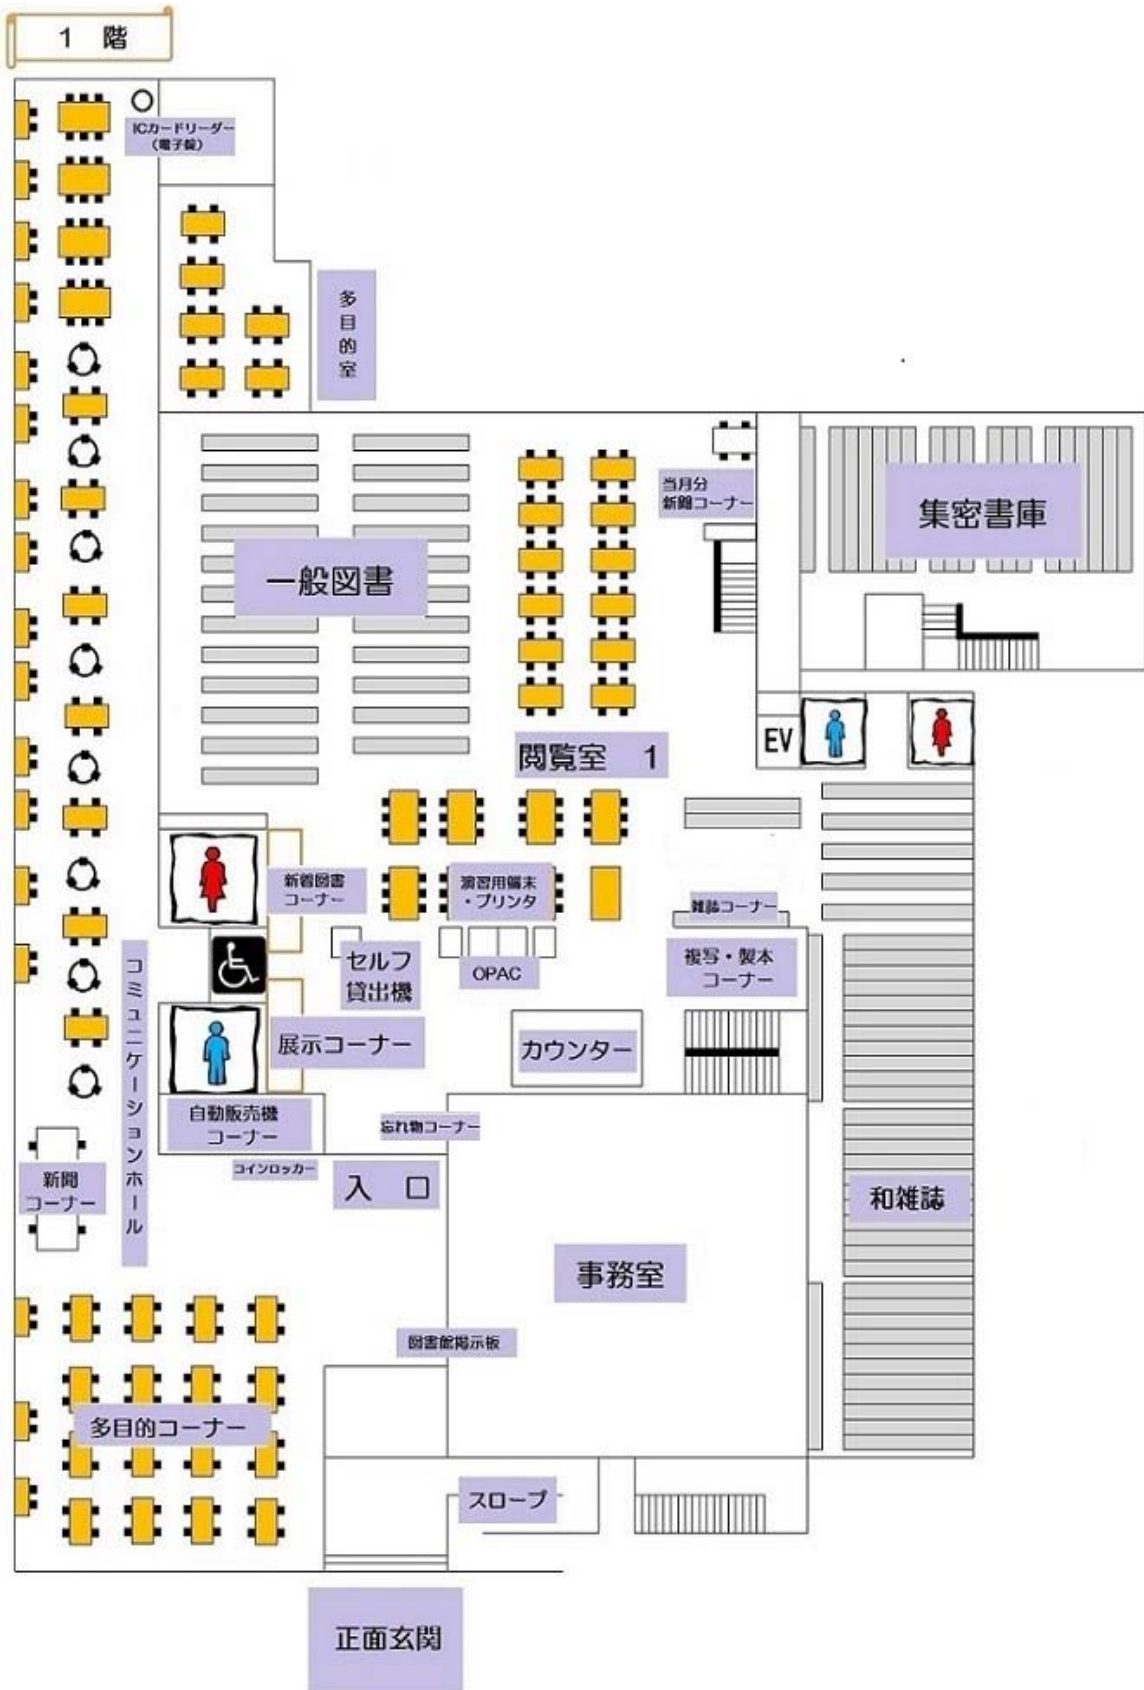 1 階
ICカードリーダー
（電子錠）
多目的室
当月分
新聞コーナー
集密書庫
一般図書
閲覧室 1
EV
新着図書
コーナー
演習用端末
・プリンタ
雑誌コーナー
コミュニケーションホール
セルフ
貸出機
OPAC
複写・製本
コーナー
展示コーナー
カウンター
自動販売機
コーナー
忘れ物コーナー
コインロッカー
入 口
新聞
コーナー
和雑誌
事務室
図書館掲示板
多目的コーナー
スロープ
正面玄関